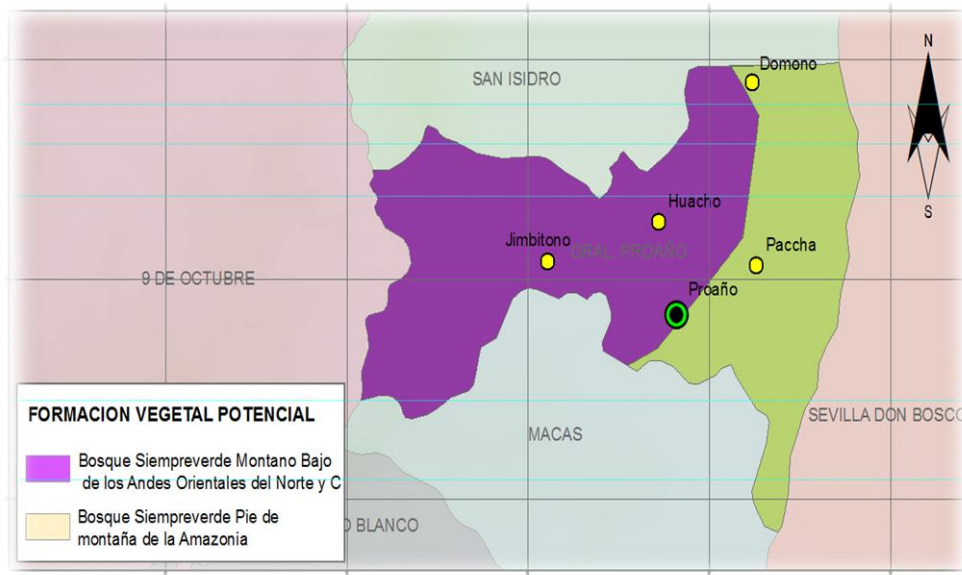 N
Domono
SAN ISIDRO
S
Huacho
Jimbitono
GRAL. PROAÑO
Paccha
9 DE OCTUBRE
Proaño
FORMACION VEGETAL POTENCIAL
SEVILLA DON BOSCO
MACAS
Bosque Siempreverde Montano Bajo
de los Andes Orientales del Norte y C
Bosque Siempreverde Pie de
montaña de la Amazonia
BLANCO